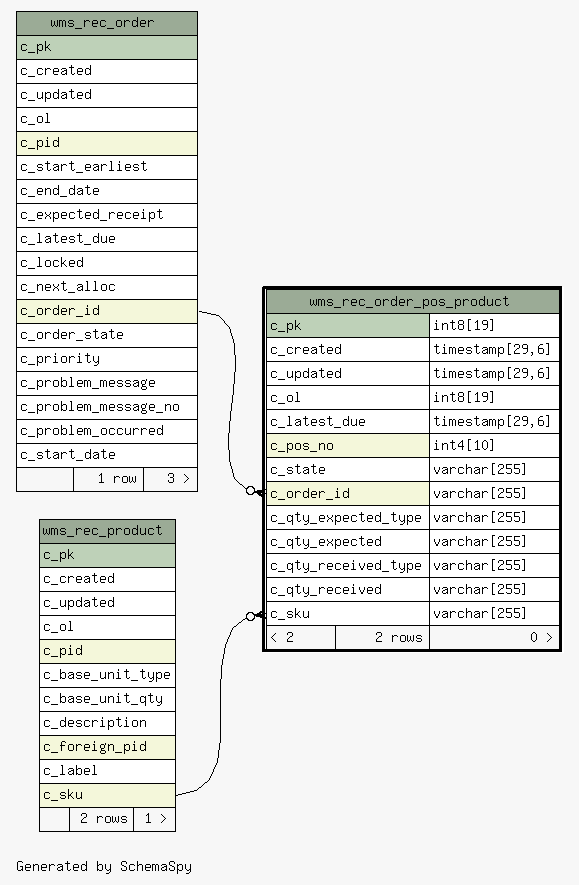 wms_rec_order
c_pk
c_created
c_updated
c_ol
c_pid
c_start_earliest
c_end_date
c_expected_receipt
c_latest_due
c_locked
c_next_alloc
c_order_id
c_order_state
c_priority
c_problem_message
c_problem_message_no
c_problem_occurred
c_start_date
1 row 3 >
wms_rec_order_pos_product
c_pk int8[19]
c_created timestamp[29,6]
c_updated timestamp[29,6]
c_ol int8[19]
c_latest_due timestamp[29,6]
c_pos_no int4[10]
c_state varchar[255]
c_order_id varchar[255]
c_qty_expected_type varchar[255]
c_qty_expected varchar[255]
c_qty_received_type varchar[255]
c_qty_received varchar[255]
c_sku varchar[255]
< 2 2 rows 0 >
wms_rec_product
c_pk
c_created
c_updated
c_ol
c_pid
c_base_unit_type
c_base_unit_qty
c_description
c_foreign_pid
c_label
c_sku
2 rows 1 >
Generated by SchemaSpy